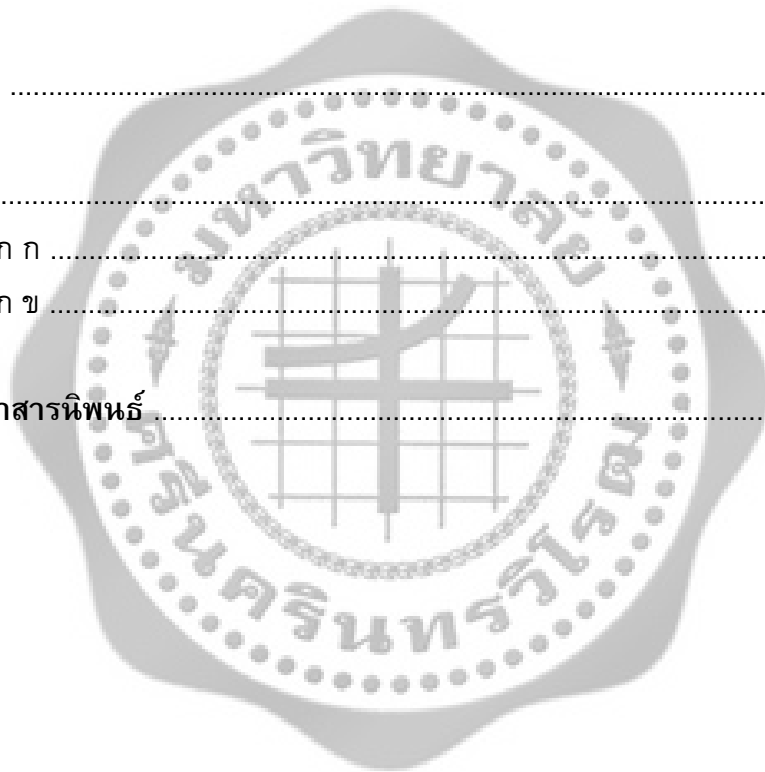 ................................................................
................................................................
ก ก ................................................................
ก ข ................................................................
าสารนิพนธ์ ................................................................
มหาวิทยาลัย
ศรีนครินทรวิโรฒ